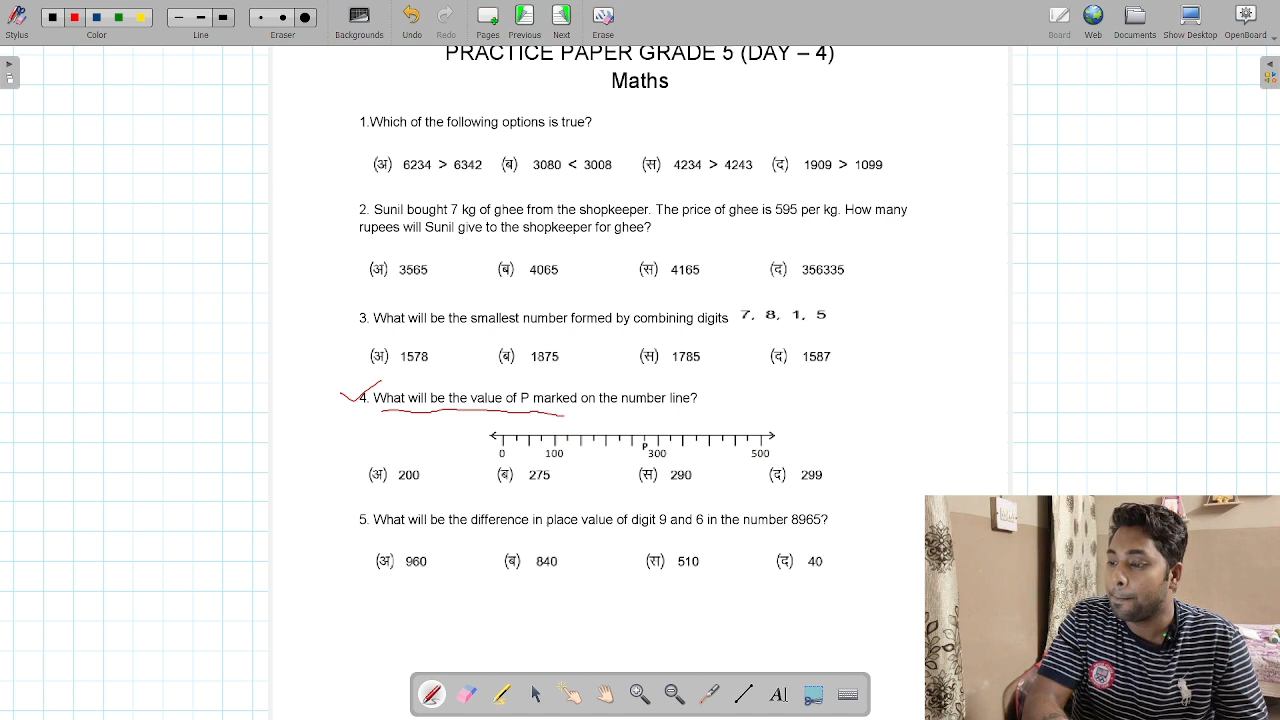 Stylus Color Line Eraser Backgrounds Undo Redo Pages Previous Next Erase Board Web Documents Show Desktop OpenBoard
PRACTICE PAPER GRADE 5 (DAY – 4)
Maths
1.Which of the following options is true?
(अ) 6234 > 6342 (ब) 3080 < 3008 (स) 4234 > 4243 (द) 1909 > 1099
2. Sunil bought 7 kg of ghee from the shopkeeper. The price of ghee is 595 per kg. How many
rupees will Sunil give to the shopkeeper for ghee?
(अ) 3565 (ब) 4065 (स) 4165 (द) 356335
3. What will be the smallest number formed by combining digits 7, 8, 1, 5
(अ) 1578 (ब) 1875 (स) 1785 (द) 1587
4. What will be the value of P marked on the number line?
P
0 100 300 500
(अ) 200 (ब) 275 (स) 290 (द) 299
5. What will be the difference in place value of digit 9 and 6 in the number 8965?
(अ) 960 (ब) 840 (स) 510 (द) 40